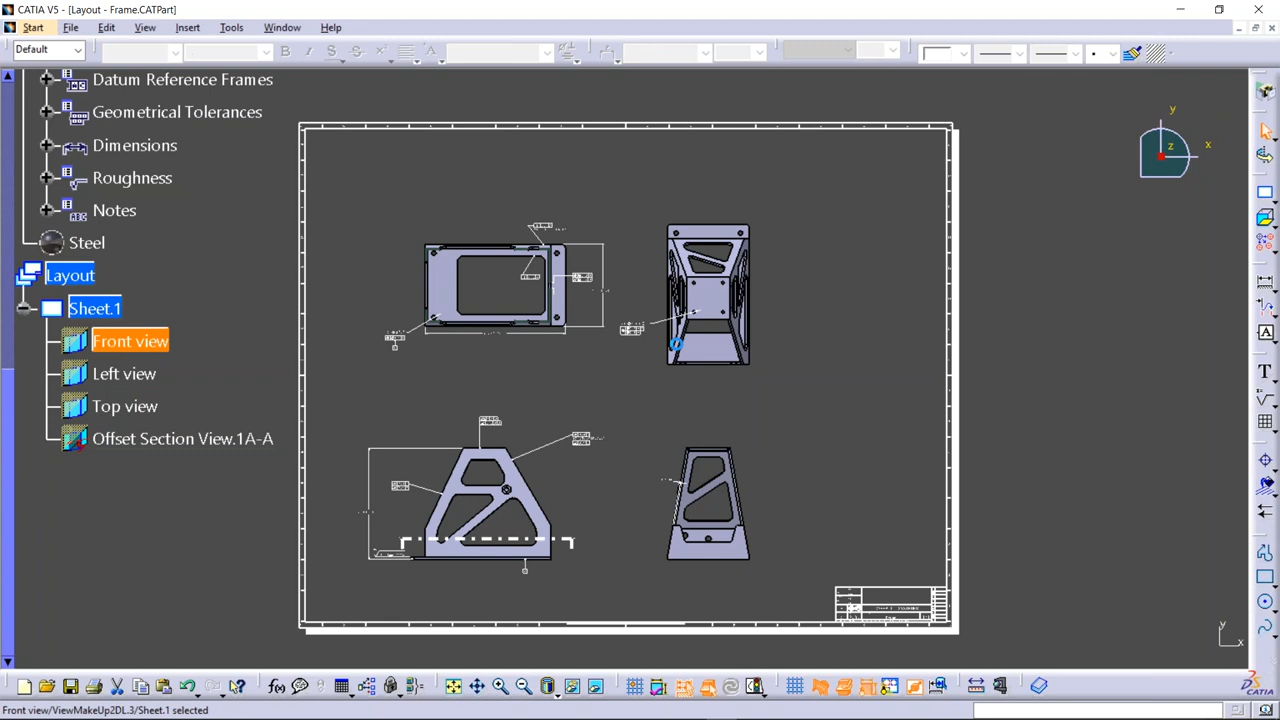 CATIA V5 - [Layout - Frame.CATPart]
Start File Edit View Insert Tools Window Help
Default
Datum Reference Frames
Geometrical Tolerances
Dimensions
Roughness
Notes
Steel
Layout
Sheet.1
Front view
Left view
Top view
Offset Section View.1A-A
y
x
z
y
x
CATIA
Front view/ViewMakeUp2DL.3/Sheet.1 selected